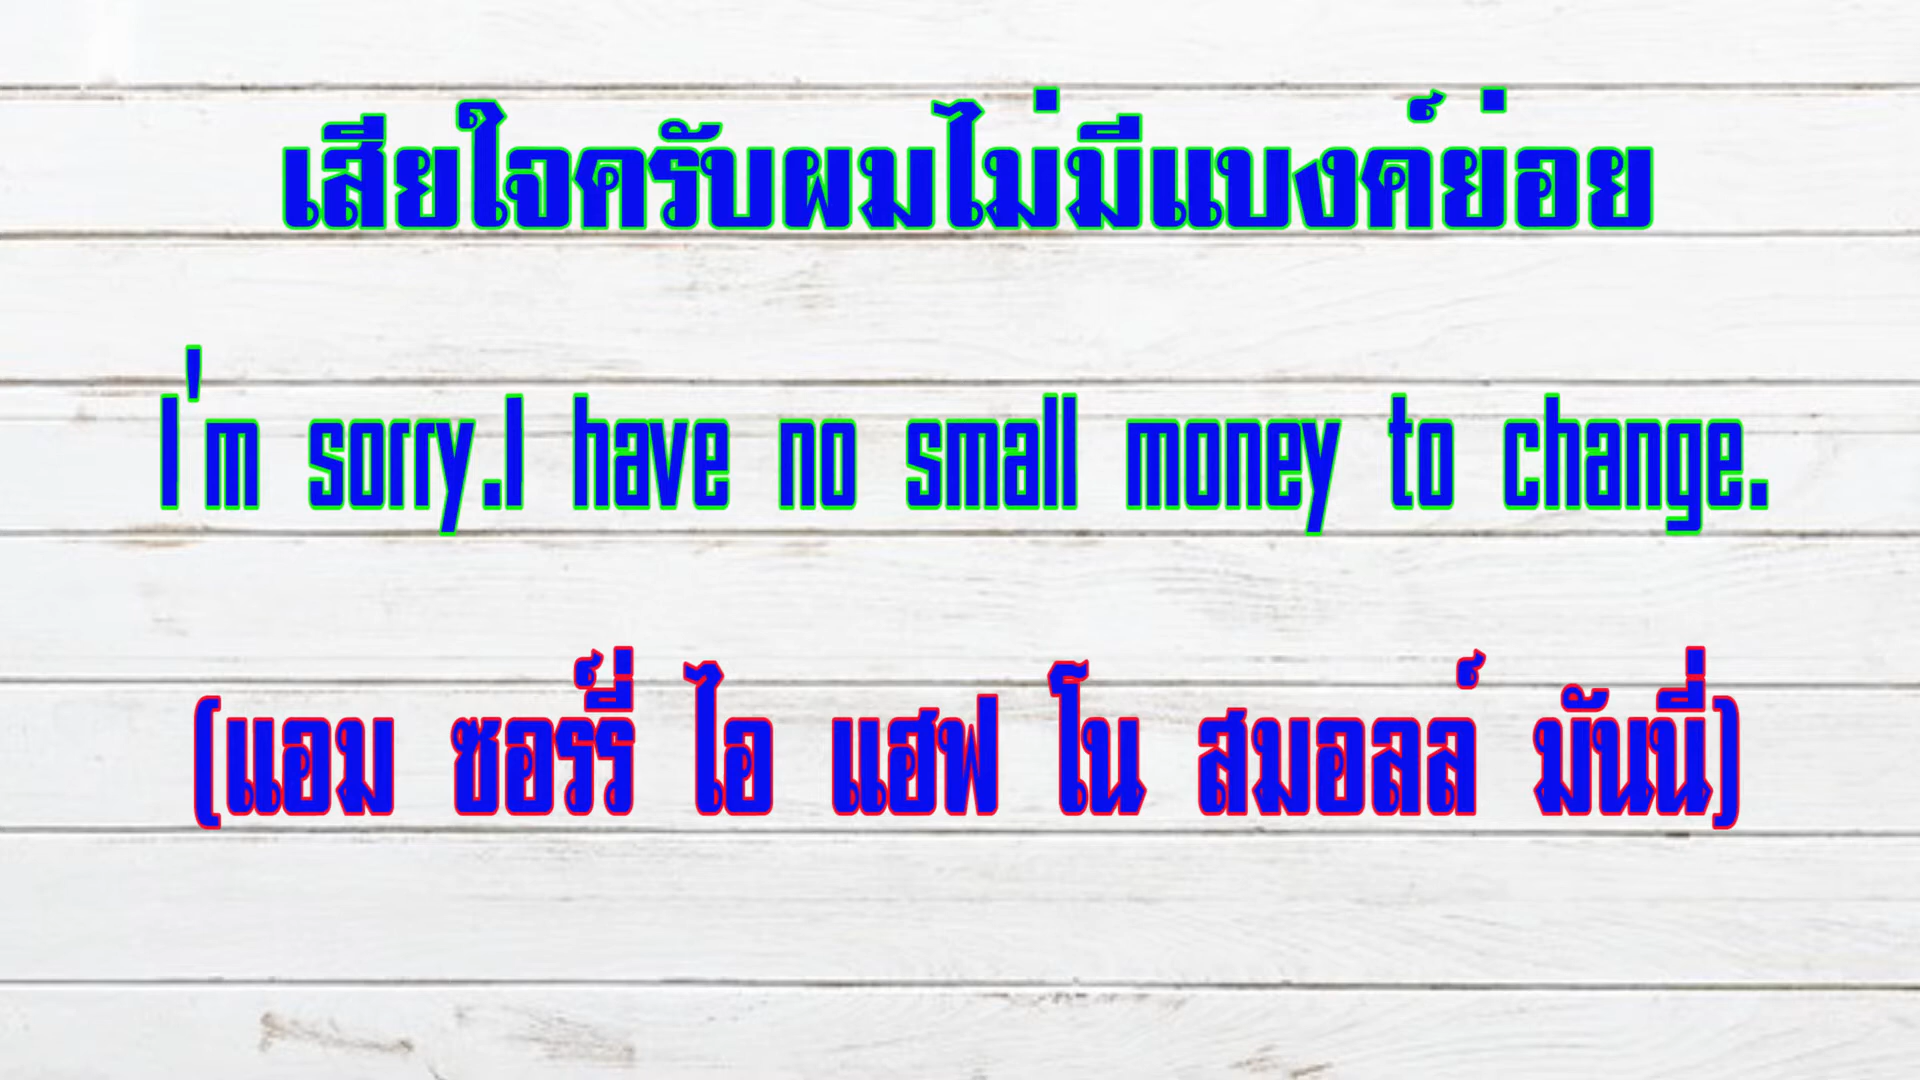 เสียใจครับผมไม่มีแบงค์ย่อย
I'm sorry.I have no small money to change.
(แอม ซอร์รี่ ไอ แฮฟ โน สมอลล์ มันนี่)